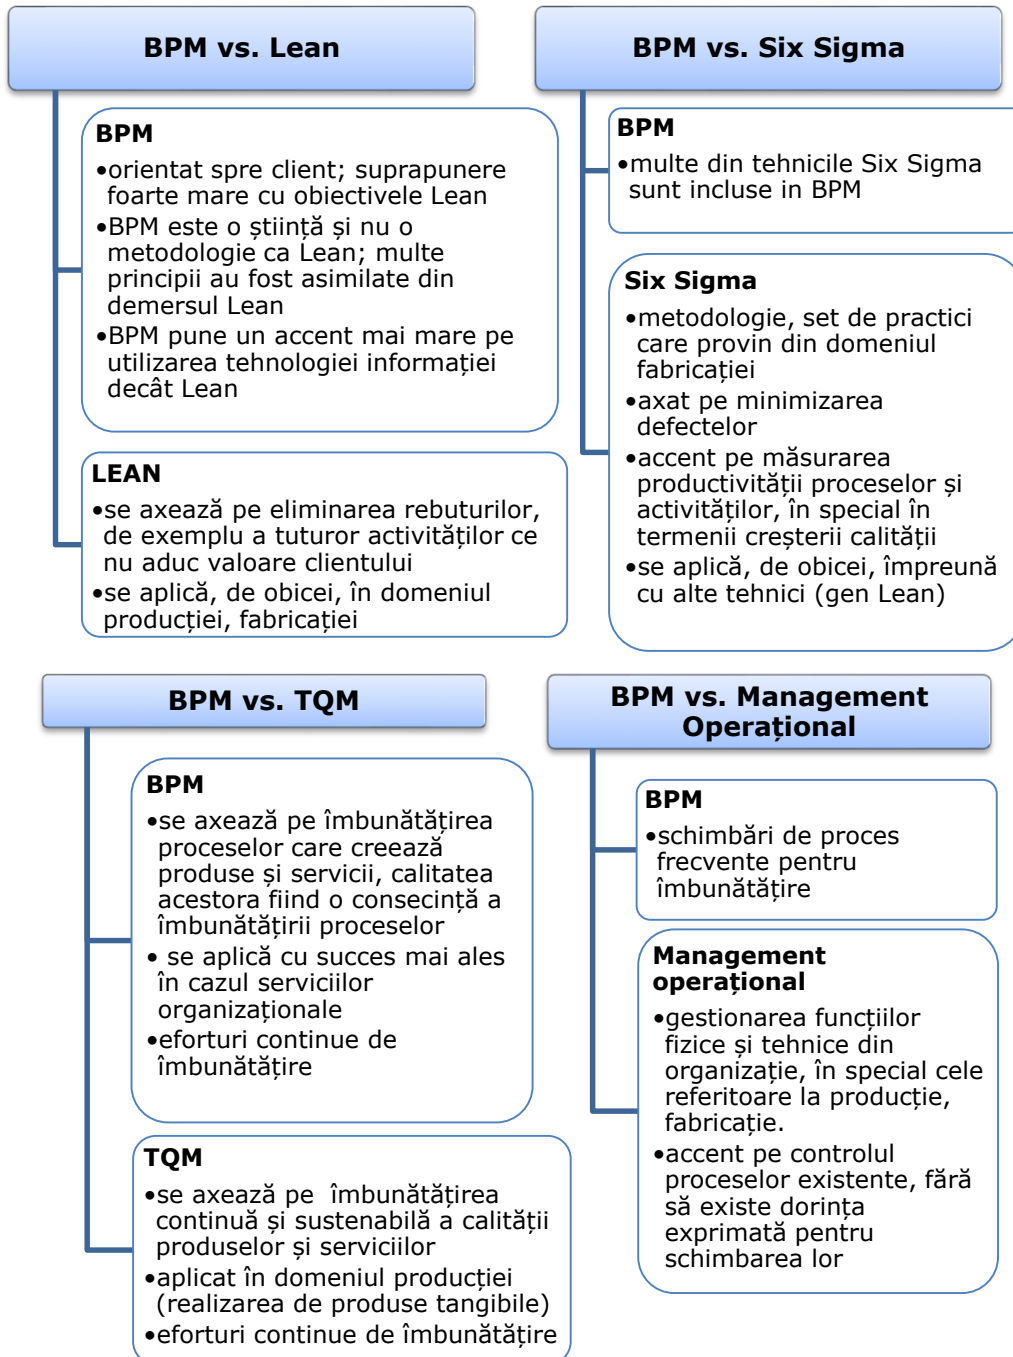 BPM vs. Lean
BPM
•orientat spre client; suprapunere
foarte mare cu obiectivele Lean
•BPM este o știință și nu o
metodologie ca Lean; multe
principii au fost asimilate din
demersul Lean
•BPM pune un accent mai mare pe
utilizarea tehnologiei informației
decât Lean
LEAN
•se axează pe eliminarea rebuturilor,
de exemplu a tuturor activităților ce
nu aduc valoare clientului
•se aplică, de obicei, în domeniul
producției, fabricației
BPM vs. Six Sigma
BPM
•multe din tehnicile Six Sigma
sunt incluse in BPM
Six Sigma
•metodologie, set de practici
care provin din domeniul
fabricației
•axat pe minimizarea
defectelor
•accent pe măsurarea
productivității proceselor și
activităților, în special în
termenii creșterii calității
•se aplică, de obicei, împreună
cu alte tehnici (gen Lean)
BPM vs. TQM
BPM
•se axează pe îmbunătățirea
proceselor care creează
produse și servicii, calitatea
acestora fiind o consecință a
îmbunătățirii proceselor
• se aplică cu succes mai ales
în cazul serviciilor
organizaționale
•eforturi continue de
îmbunătățire
TQM
•se axează pe  îmbunătățirea
continuă și sustenabilă a calității
produselor și serviciilor
•aplicat în domeniul producției
(realizarea de produse tangibile)
•eforturi continue de îmbunătățire
BPM vs. Management
Operațional
BPM
•schimbări de proces
frecvente pentru
îmbunătățire
Management
operațional
•gestionarea funcțiilor
fizice și tehnice din
organizație, în special cele
referitoare la producție,
fabricație.
•accent pe controlul
proceselor existente, fără
să existe dorința
exprimată pentru
schimbarea lor